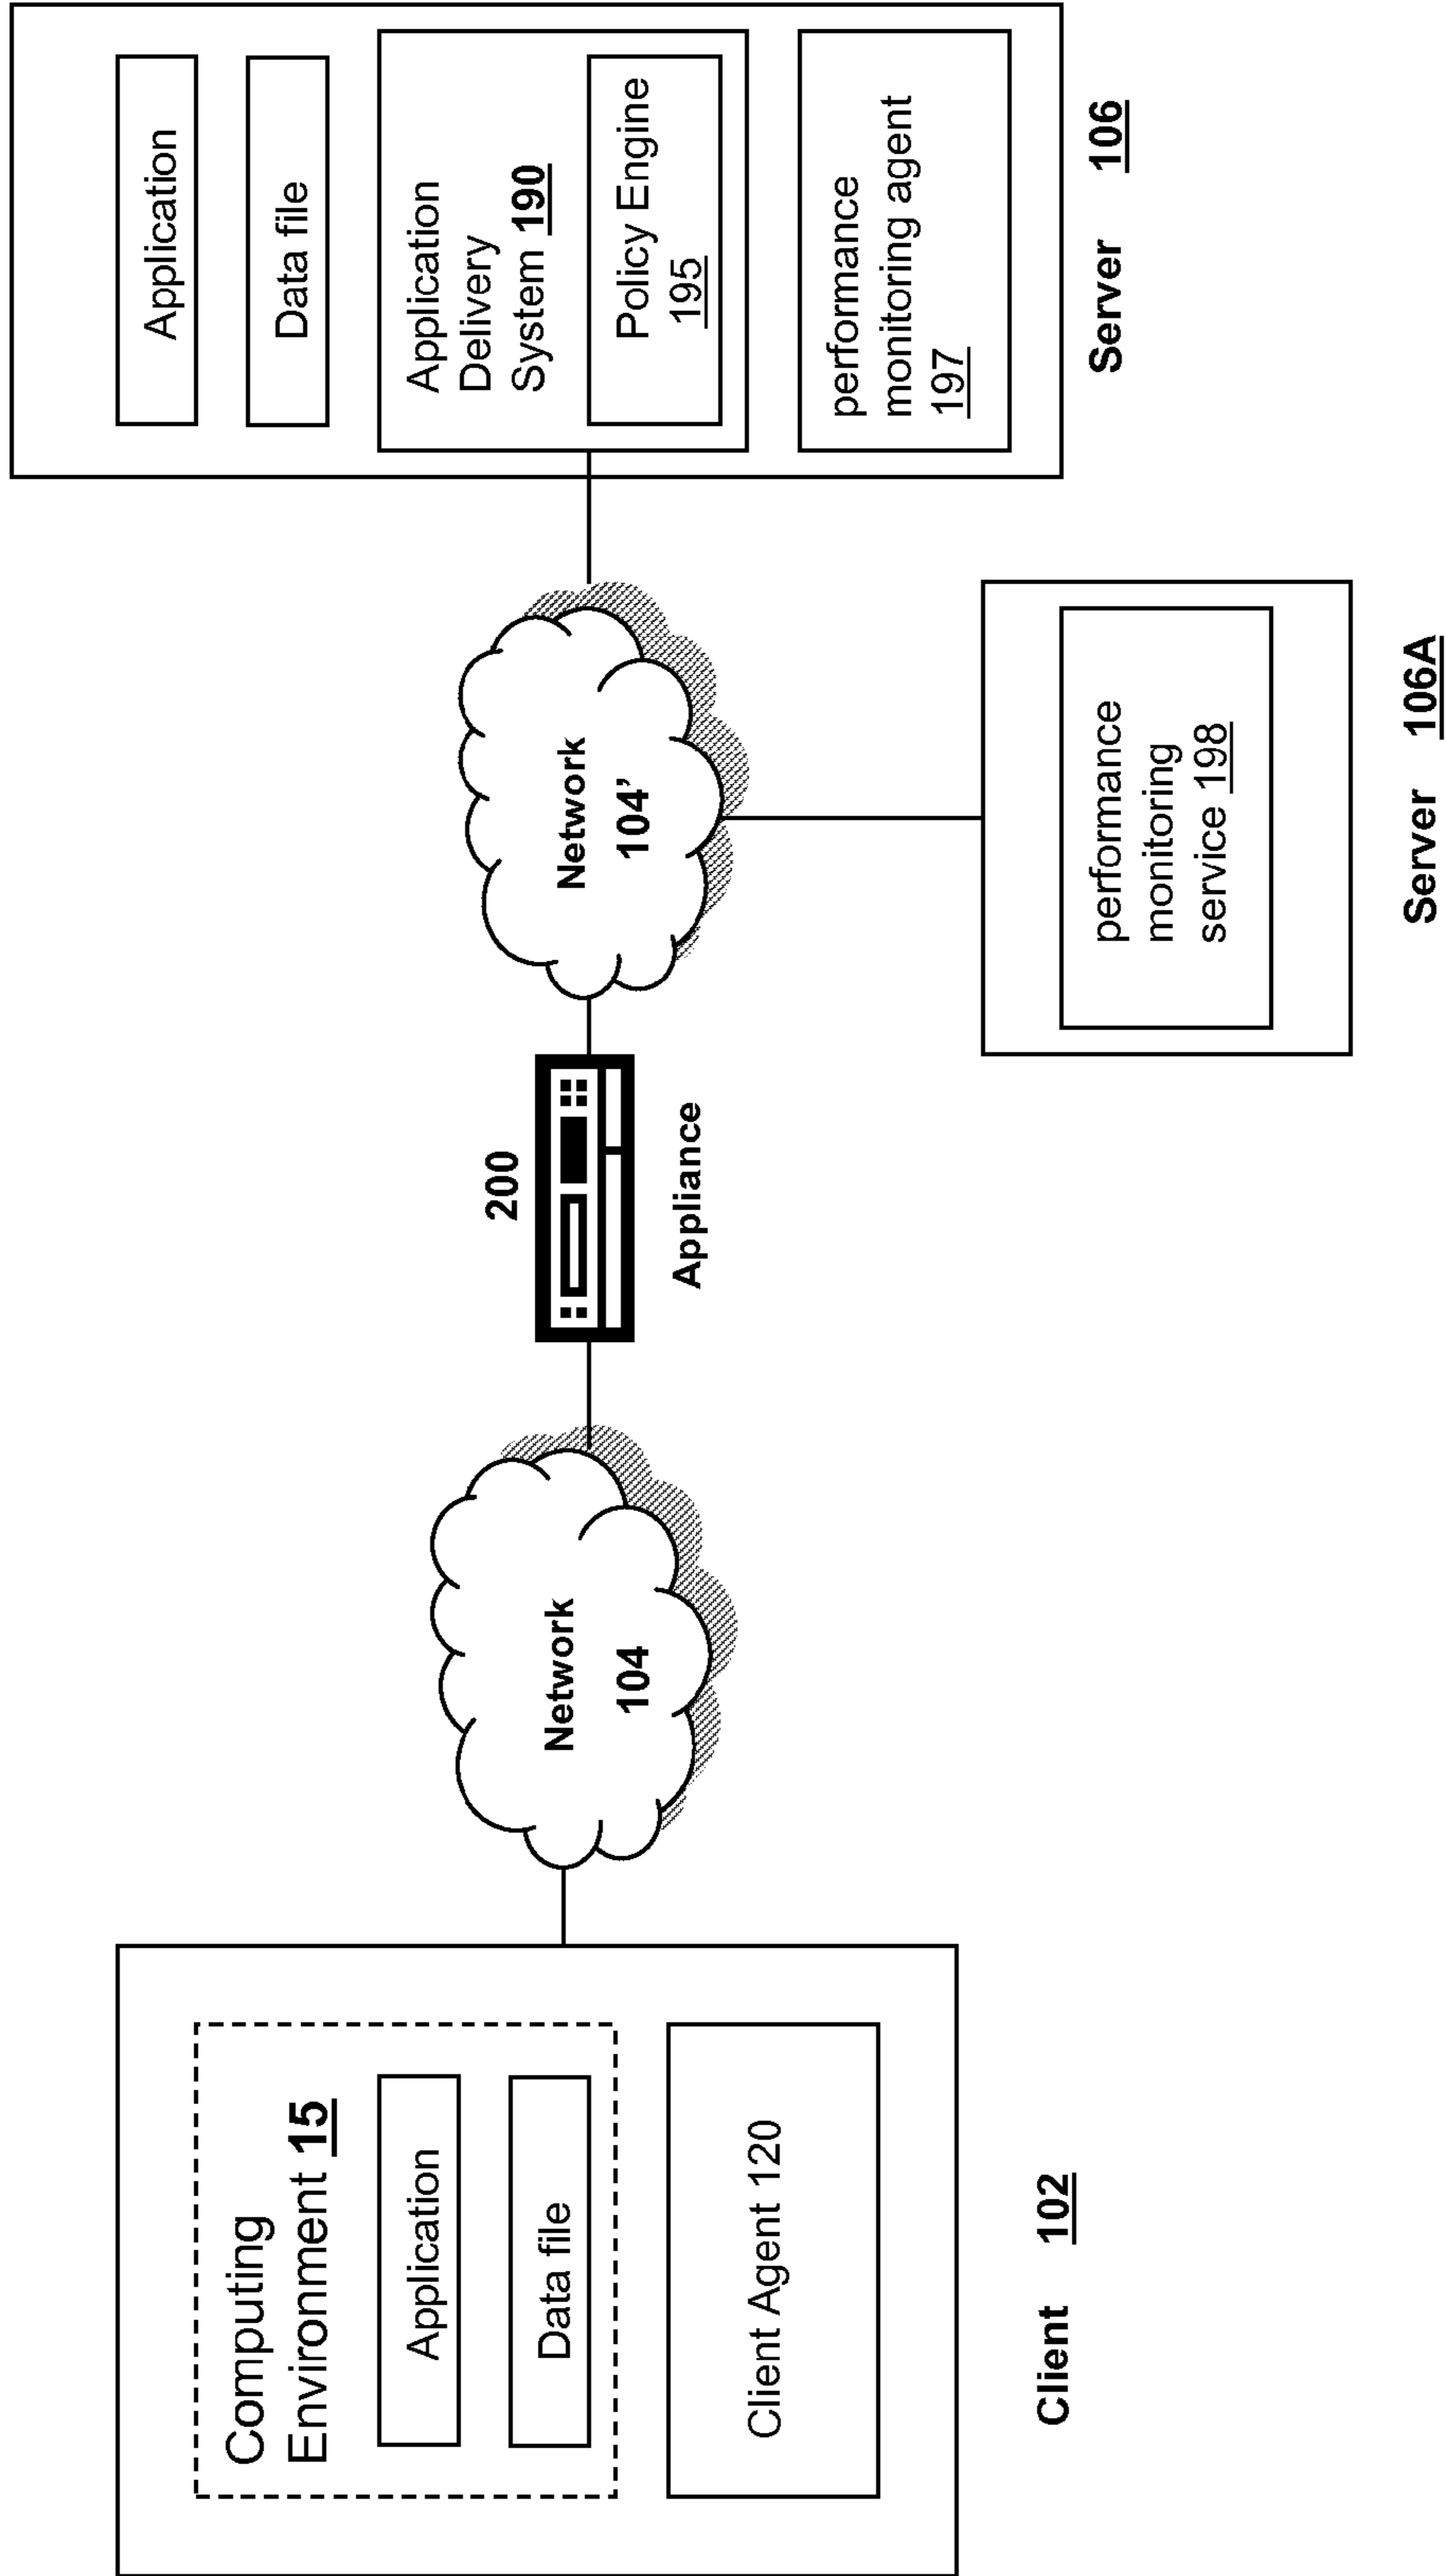 Computing
Environment 15
Application
Data file
Client Agent 120
Client 102
Network
104
200
Appliance
Network
104’
performance
monitoring
service 198
Server 106A
Application
Data file
Application
Delivery
System 190
Policy Engine
195
performance
monitoring agent
197
Server 106